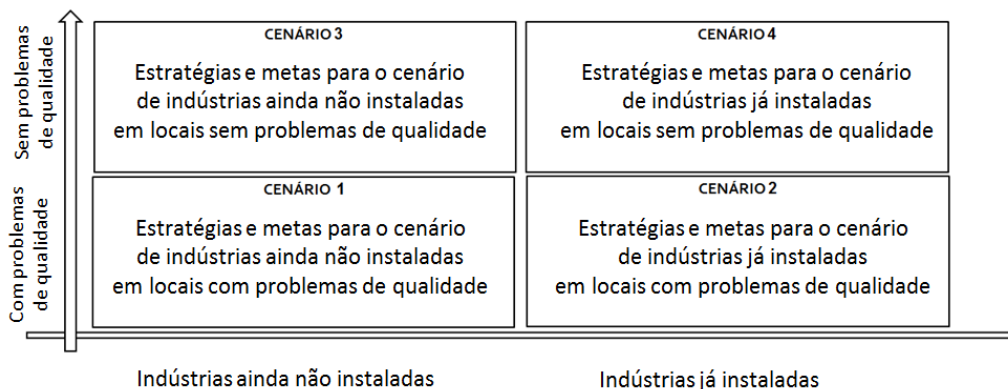 Sem problemas
de qualidade
CENÁRIO 3
Estratégias e metas para o cenário
de indústrias ainda não instaladas
em locais sem problemas de qualidade
CENÁRIO 4
Estratégias e metas para o cenário
de indústrias já instaladas
em locais sem problemas de qualidade
Com problemas
de qualidade
CENÁRIO 1
Estratégias e metas para o cenário
de indústrias ainda não instaladas
em locais com problemas de qualidade
CENÁRIO 2
Estratégias e metas para o cenário
de indústrias já instaladas
em locais com problemas de qualidade
Indústrias ainda não instaladas
Indústrias já instaladas